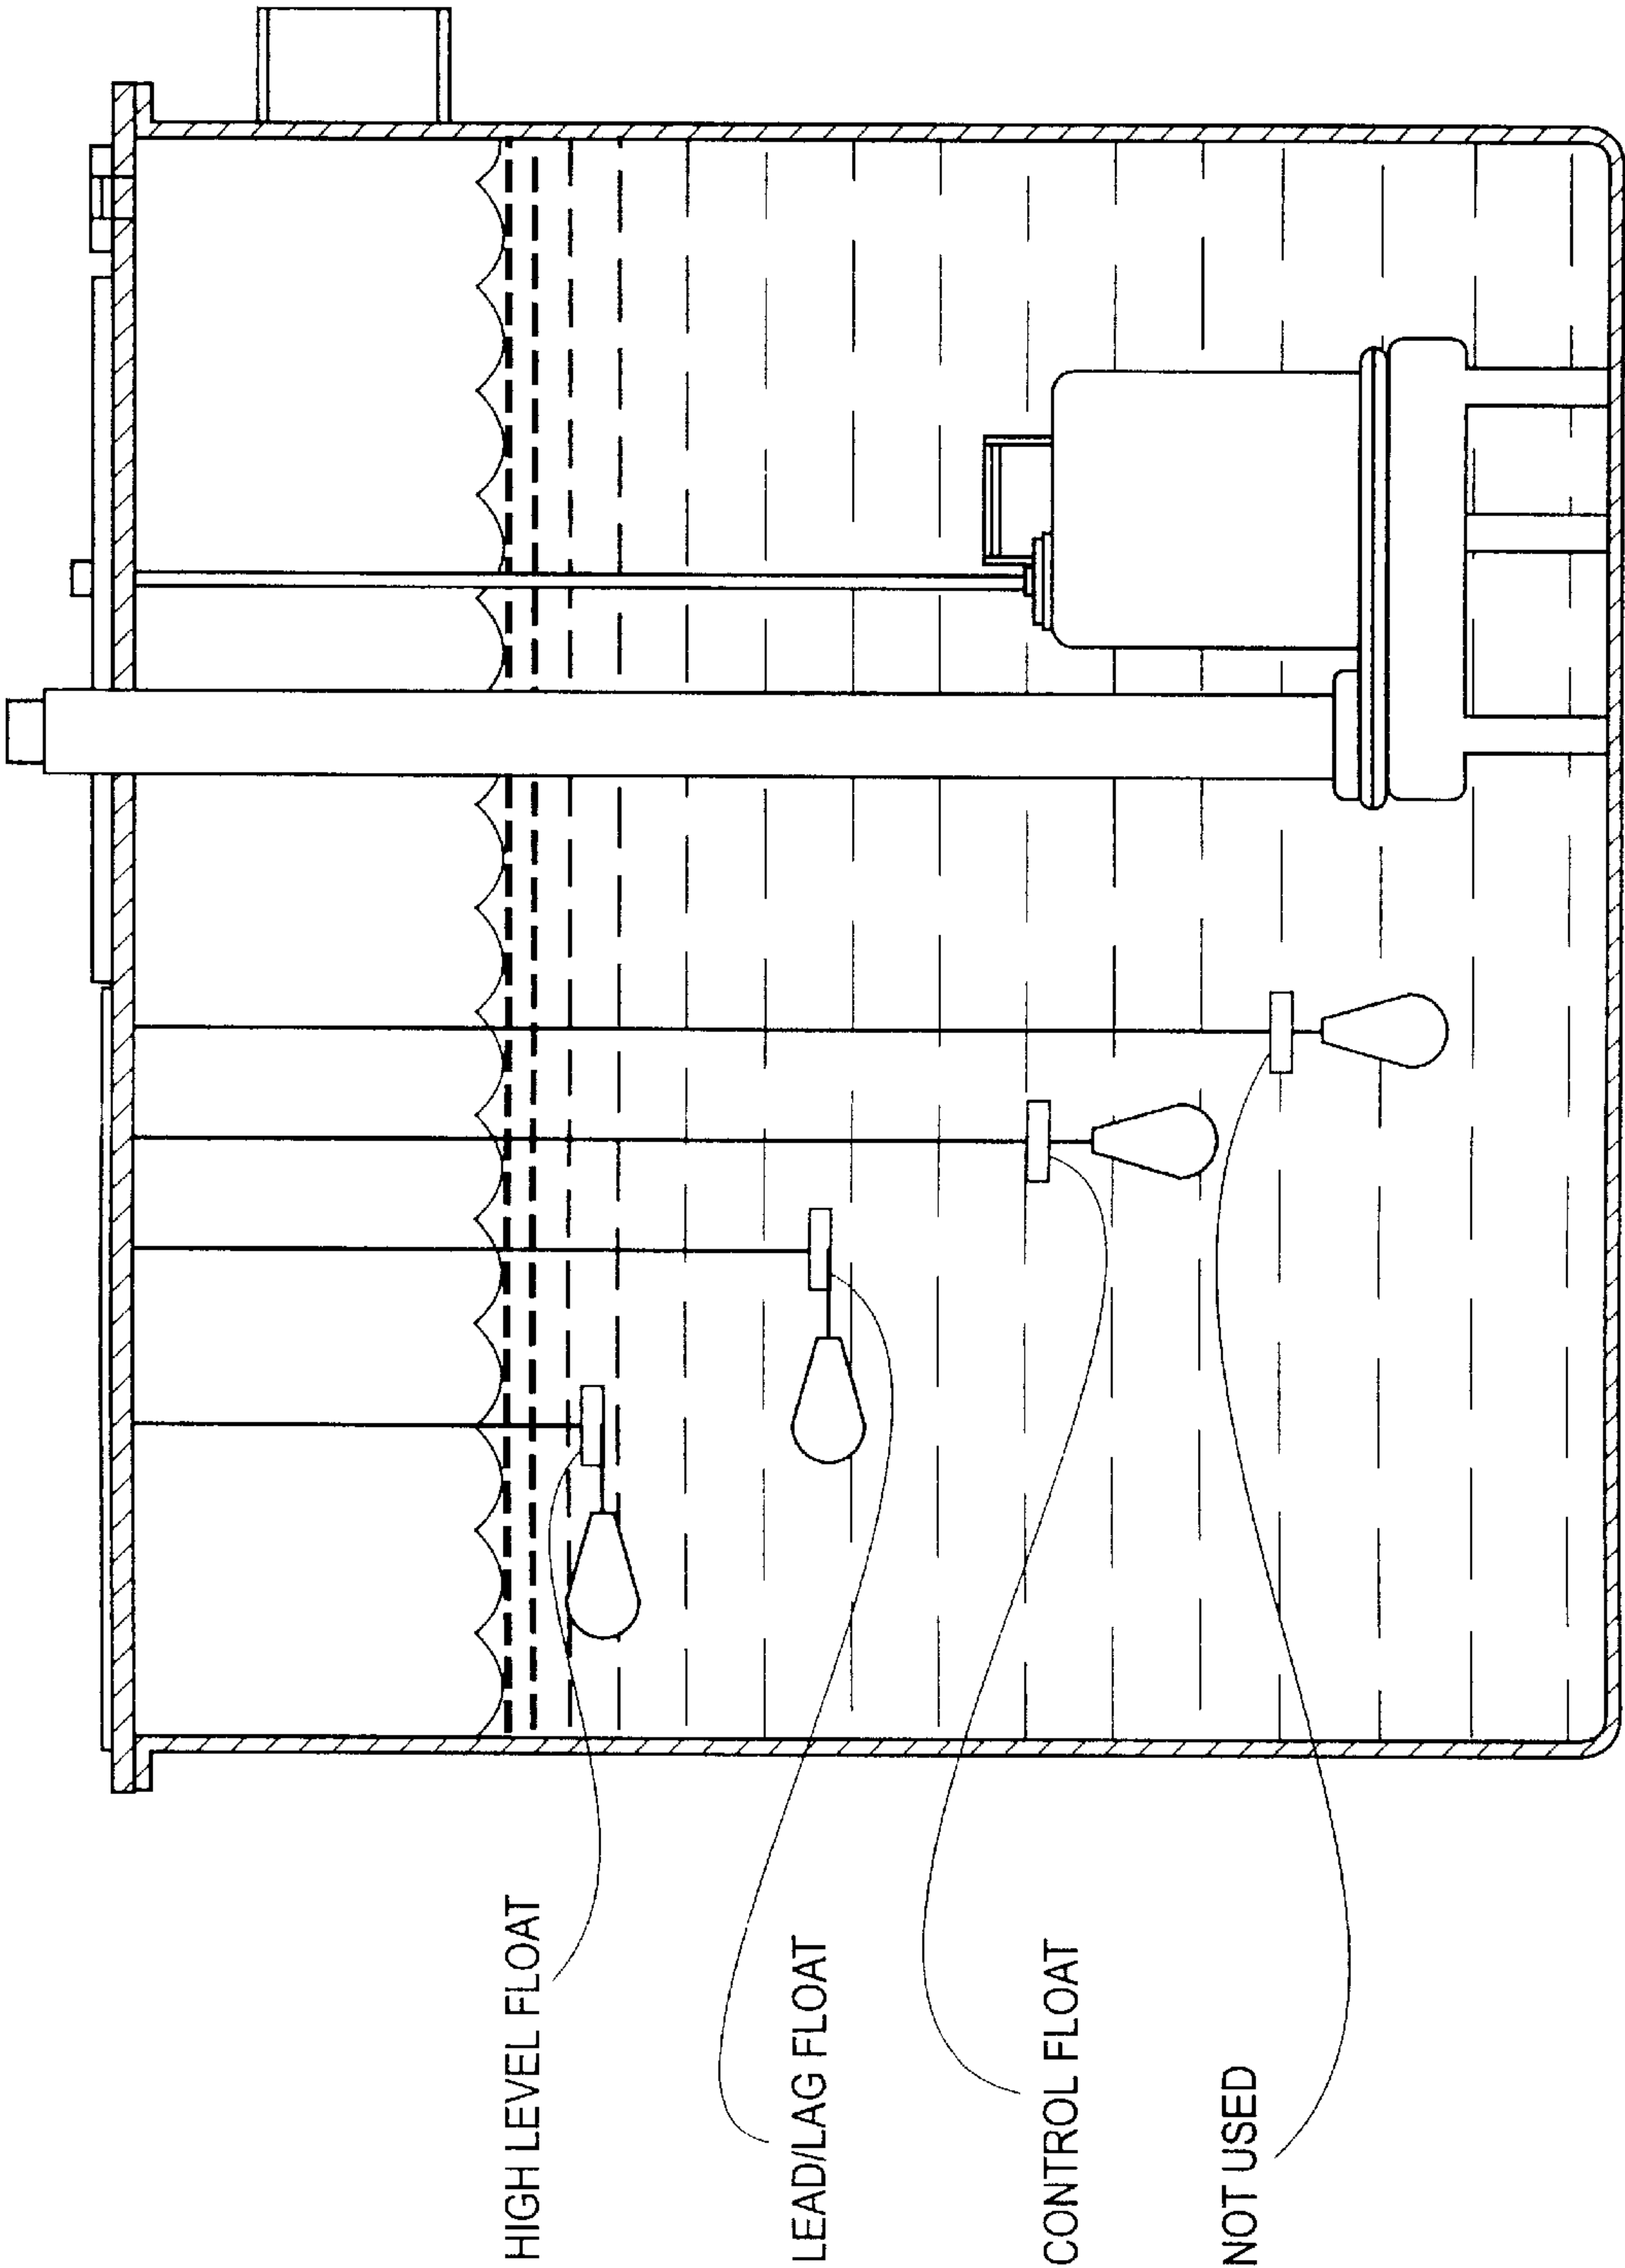 HIGH LEVEL FLOAT
LEAD/LAG FLOAT
CONTROL FLOAT
NOT USED